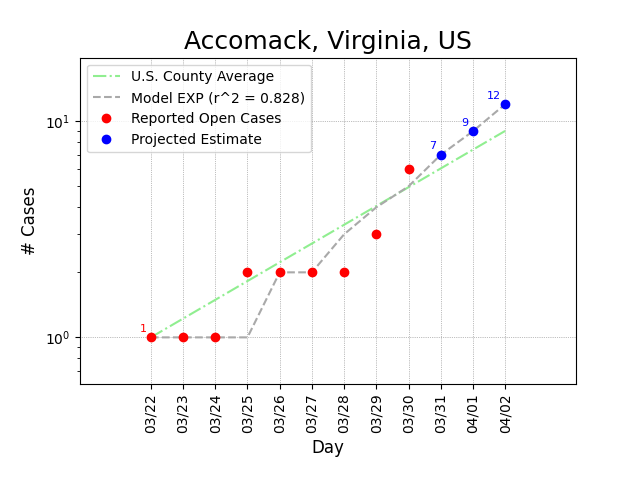 Accomack, Virginia, US
U.S. County Average
Model EXP (r^2 = 0.828)
Reported Open Cases
Projected Estimate
12
9
7
1
10^1
10^0
# Cases
03/22
03/23
03/24
03/25
03/26
03/27
03/28
03/29
03/30
03/31
04/01
04/02
Day